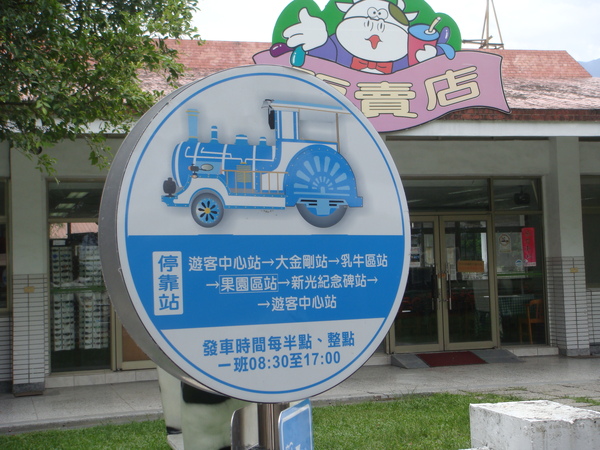 賣店
停靠站
遊客中心站→大金剛站→乳牛區站
→果園區站→新光紀念碑站→
→遊客中心站
發車時間每半點、整點
一班08:30至17:00